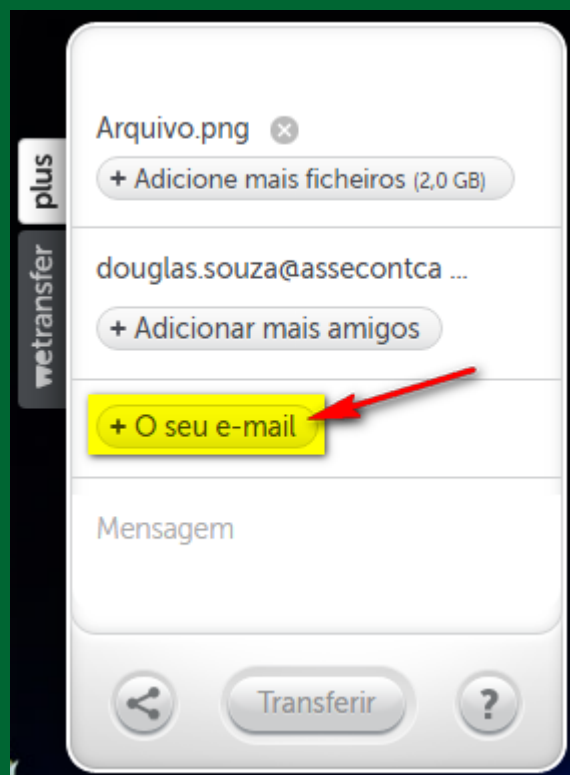 Arquivo.png
+ Adicione mais ficheiros (2,0 GB)
plus
douglas.souza@assecontca ...
+ Adicionar mais amigos
wetransfer
+ O seu e-mail
Mensagem
Transferir
?